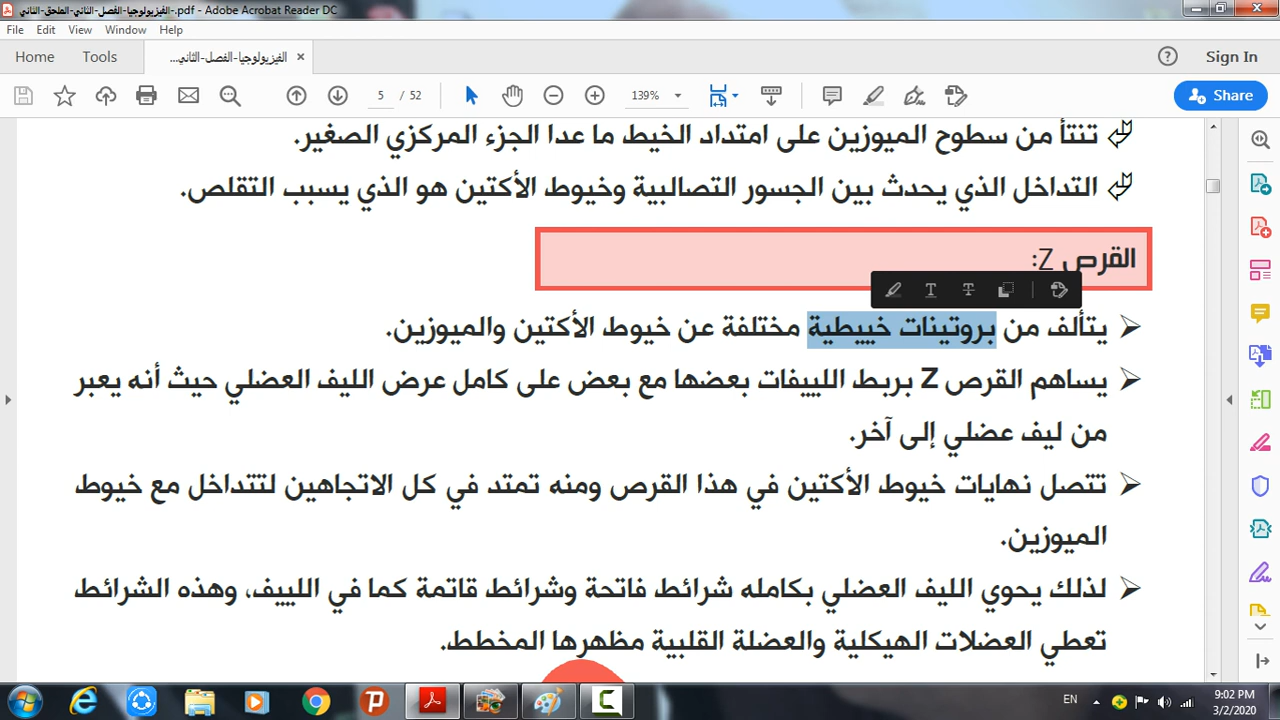 الفيزيولوجيا-الفصل-الثاني-الملحق-الثاني-.pdf - Adobe Acrobat Reader DC
File Edit View Window Help
Home Tools الفيزيولوجيا-الفصل-الثاني... Sign In
5 / 52 139% Share
تنتأ من سطوح الميوزين على امتداد الخيط ما عدا الجزء المركزي الصغير.
التداخل الذي يحدث بين الجسور التصالبية وخيوط الأكتين هو الذي يسبب التقلص.
القرص Z:
يتألف من بروتينات خييطية مختلفة عن خيوط الأكتين والميوزين.
يساهم القرص Z بربط اللييفات بعضها مع بعض على كامل عرض الليف العضلي حيث أنه يعبر
من ليف عضلي إلى آخر.
تتصل نهايات خيوط الأكتين في هذا القرص ومنه تمتد في كل الاتجاهين لتتداخل مع خيوط
الميوزين.
لذلك يحوي الليف العضلي بكامله شرائط فاتحة وشرائط قاتمة كما في اللييف، وهذه الشرائط
تعطي العضلات الهيكلية والعضلة القلبية مظهرها المخطط.
EN 9:02 PM
3/2/2020